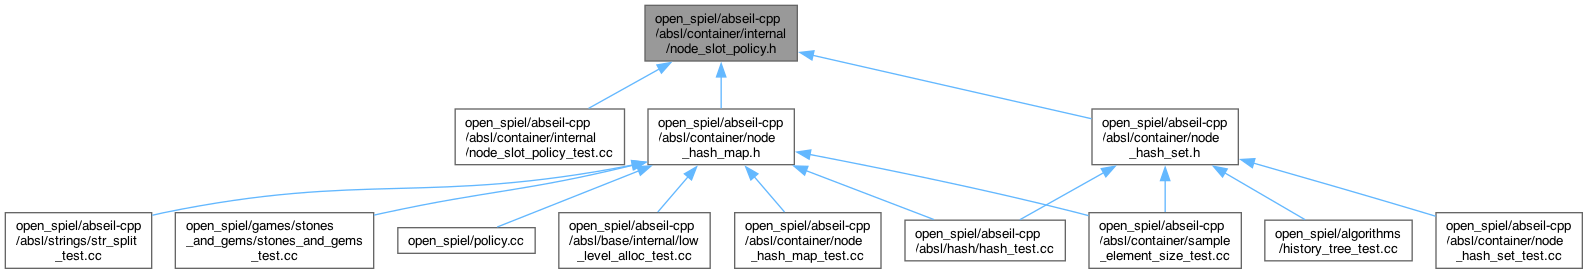 open_spiel/abseil-cpp
/absl/container/internal
/node_slot_policy.h
open_spiel/abseil-cpp
/absl/container/internal
/node_slot_policy_test.cc
open_spiel/abseil-cpp
/absl/container/node
_hash_map.h
open_spiel/abseil-cpp
/absl/container/node
_hash_set.h
open_spiel/abseil-cpp
/absl/strings/str_split
_test.cc
open_spiel/games/stones
_and_gems/stones_and_gems
_test.cc
open_spiel/policy.cc
open_spiel/abseil-cpp
/absl/base/internal/low
_level_alloc_test.cc
open_spiel/abseil-cpp
/absl/container/node
_hash_map_test.cc
open_spiel/abseil-cpp
/absl/hash/hash_test.cc
open_spiel/abseil-cpp
/absl/container/sample
_element_size_test.cc
open_spiel/algorithms
/history_tree_test.cc
open_spiel/abseil-cpp
/absl/container/node
_hash_set_test.cc